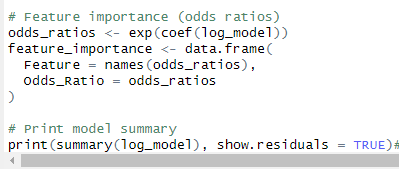 # Feature importance (odds ratios)
odds_ratios <- exp(coef(log_model))
feature_importance <- data.frame(
  Feature = names(odds_ratios),
  Odds_Ratio = odds_ratios
)
# Print model summary
print(summary(log_model), show.residuals = TRUE)#